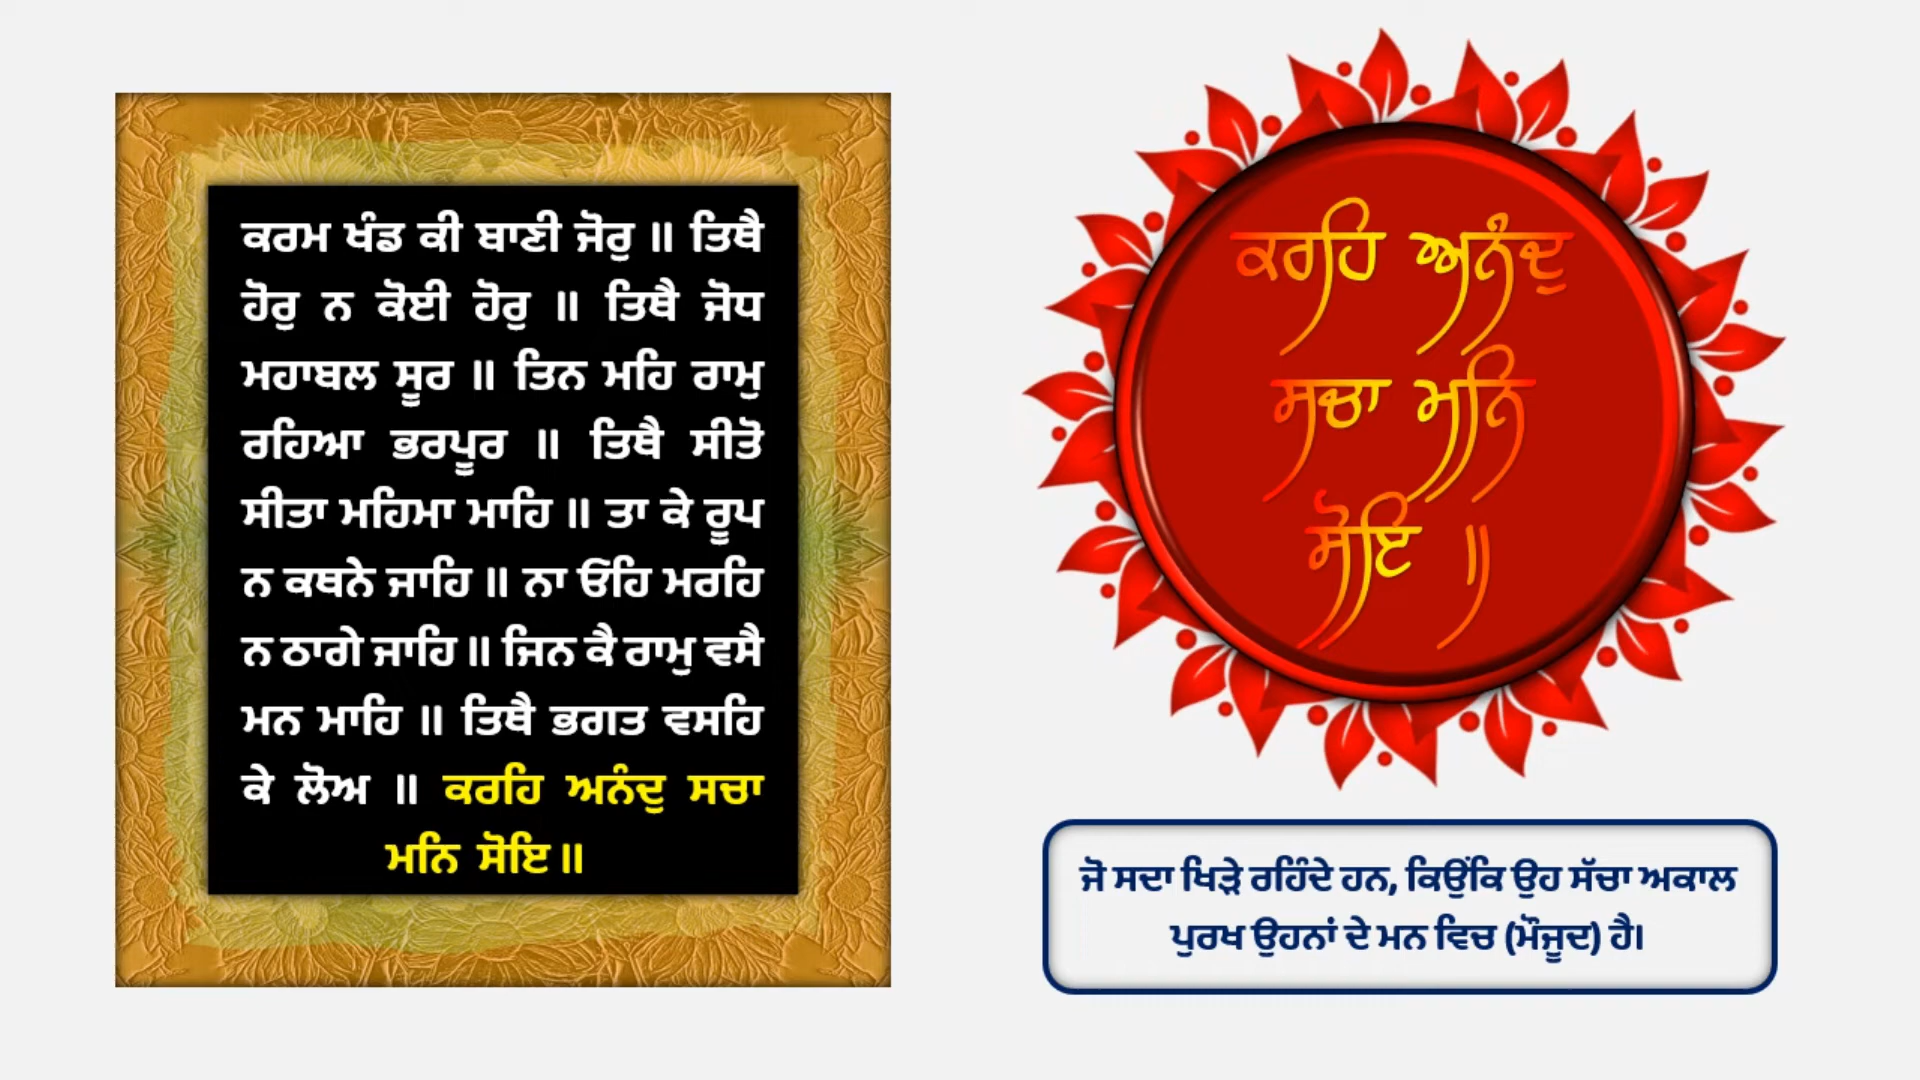 ਕਰਮ ਖੰਡ ਕੀ ਬਾਣੀ ਜੋਰੁ ॥ ਤਿਥੈ
ਹੋਰੁ ਨ ਕੋਈ ਹੋਰੁ ॥ ਤਿਥੈ ਜੋਧ
ਮਹਾਬਲ ਸੂਰ ॥ ਤਿਨ ਮਹਿ ਰਾਮੁ
ਰਹਿਆ ਭਰਪੂਰ ॥ ਤਿਥੈ ਸੀਤੋ
ਸੀਤਾ ਮਹਿਮਾ ਮਾਹਿ ॥ ਤਾ ਕੇ ਰੂਪ
ਨ ਕਥਨੇ ਜਾਹਿ ॥ ਨਾ ਓਹਿ ਮਰਹਿ
ਨ ਠਾਗੇ ਜਾਹਿ ॥ ਜਿਨ ਕੈ ਰਾਮੁ ਵਸੈ
ਮਨ ਮਾਹਿ ॥ ਤਿਥੈ ਭਗਤ ਵਸਹਿ
ਕੇ ਲੋਅ ॥ ਕਰਹਿ ਅਨੰਦੁ ਸਚਾ
ਮਨਿ ਸੋਇ ॥
ਕਰਹਿ ਅਨੰਦੁ
ਸਚਾ ਮਨਿ
ਸੋਇ ॥
ਜੋ ਸਦਾ ਖਿੜੇ ਰਹਿੰਦੇ ਹਨ, ਕਿਉਂਕਿ ਉਹ ਸੱਚਾ ਅਕਾਲ
ਪੁਰਖ ਉਹਨਾਂ ਦੇ ਮਨ ਵਿਚ (ਮੌਜੂਦ) ਹੈ।